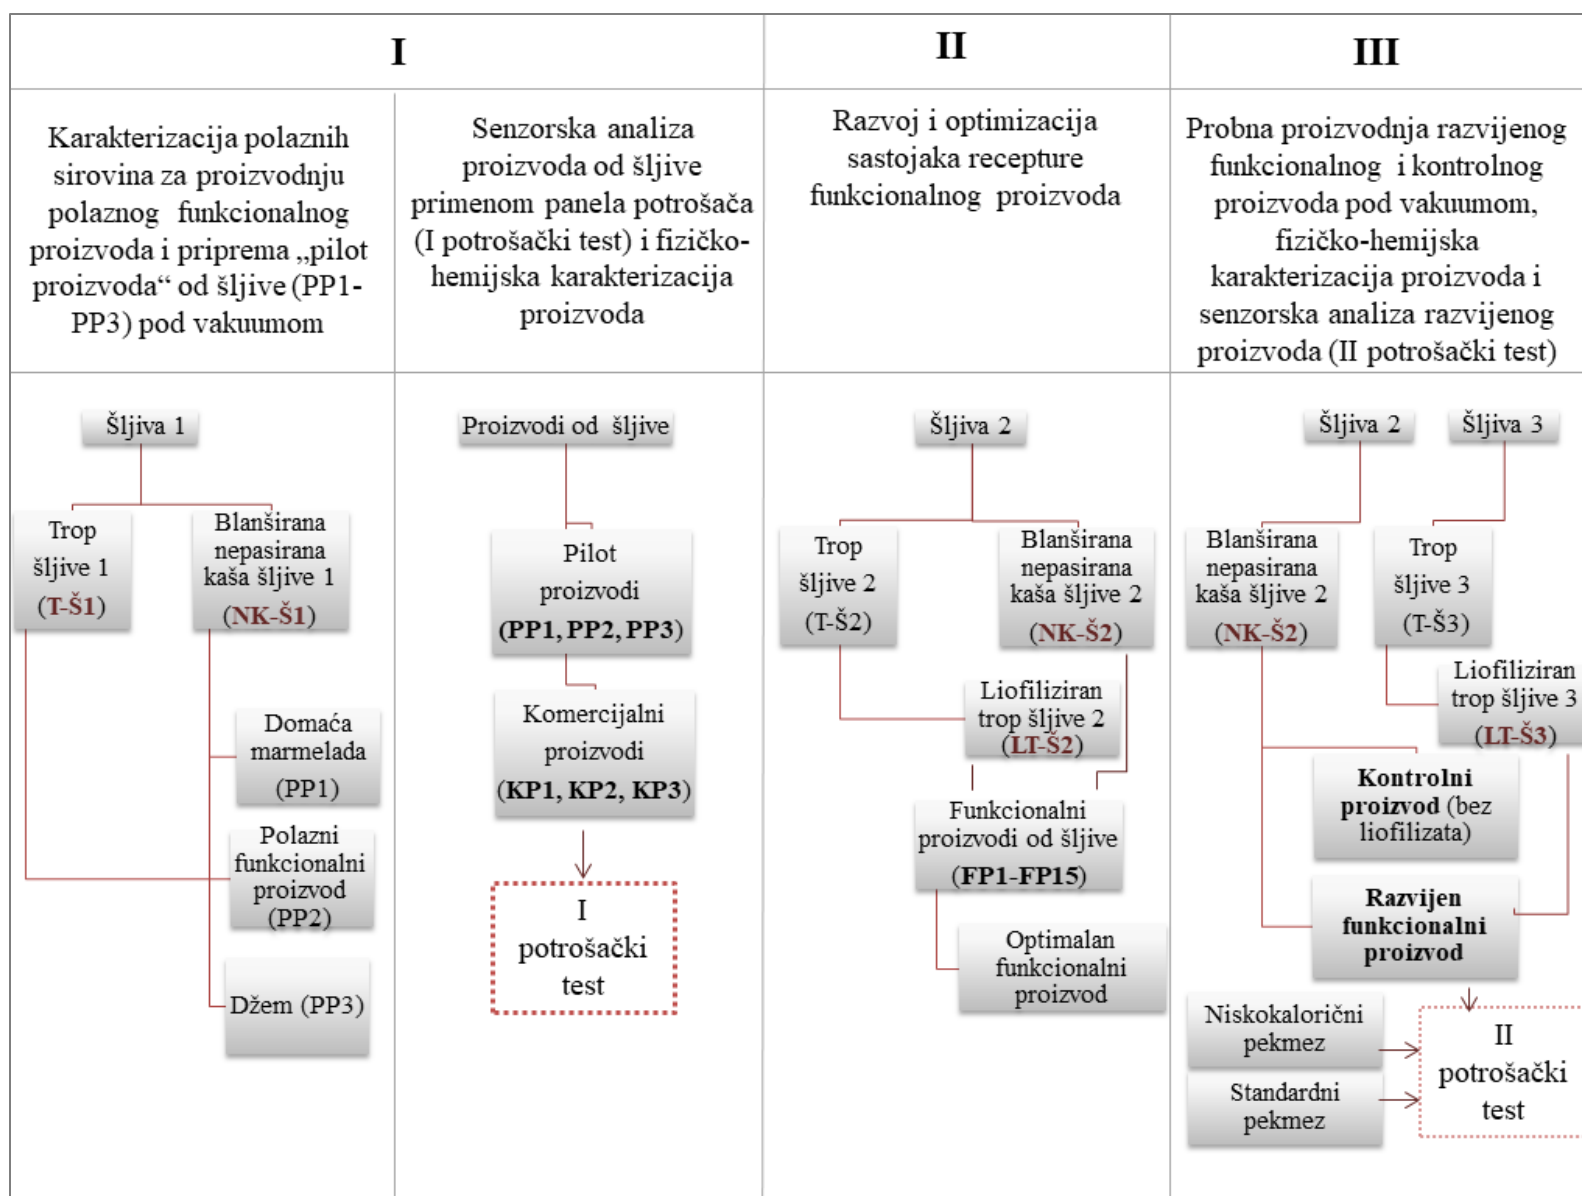 I
II
III
Karakterizacija polaznih
sirovina za proizvodnju
polaznog funkcionalnog
proizvoda i priprema „pilot
proizvoda“ od šljive (PP1-
PP3) pod vakuumom
Senzorska analiza
proizvoda od šljive
primenom panela potrošača
(I potrošački test) i fizičko-
hemijska karakterizacija
proizvoda
Razvoj i optimizacija
sastojaka recepture
funkcionalnog proizvoda
Probna proizvodnja razvijenog
funkcionalnog i kontrolnog
proizvoda pod vakuumom,
fizičko-hemijska
karakterizacija proizvoda i
senzorska analiza razvijenog
proizvoda (II potrošački test)
Šljiva 1
Trop
šljive 1
(T-Š1)
Blanširana
nepasirana
kaša šljive 1
(NK-Š1)
Domaća
marmelada
(PP1)
Polazni
funkcionalni
proizvod
(PP2)
Džem (PP3)
Proizvodi od šljive
Pilot
proizvodi
(PP1, PP2, PP3)
Komercijalni
proizvodi
(KP1, KP2, KP3)
I
potrošački
test
Šljiva 2
Trop
šljive 2
(T-Š2)
Blanširana
nepasirana
kaša šljive 2
(NK-Š2)
Liofiliziran
trop šljive 2
(LT-Š2)
Funkcionalni
proizvodi od šljive
(FP1-FP15)
Optimalan
funkcionalni
proizvod
Šljiva 2
Šljiva 3
Blanširana
nepasirana
kaša šljive 2
(NK-Š2)
Trop
šljive 3
(T-Š3)
Liofiliziran
trop šljive 3
(LT-Š3)
Kontrolni
proizvod (bez
liofilizata)
Razvijen
funkcionalni
proizvod
Niskokalorični
pekmez
Standardni
pekmez
II
potrošački
test